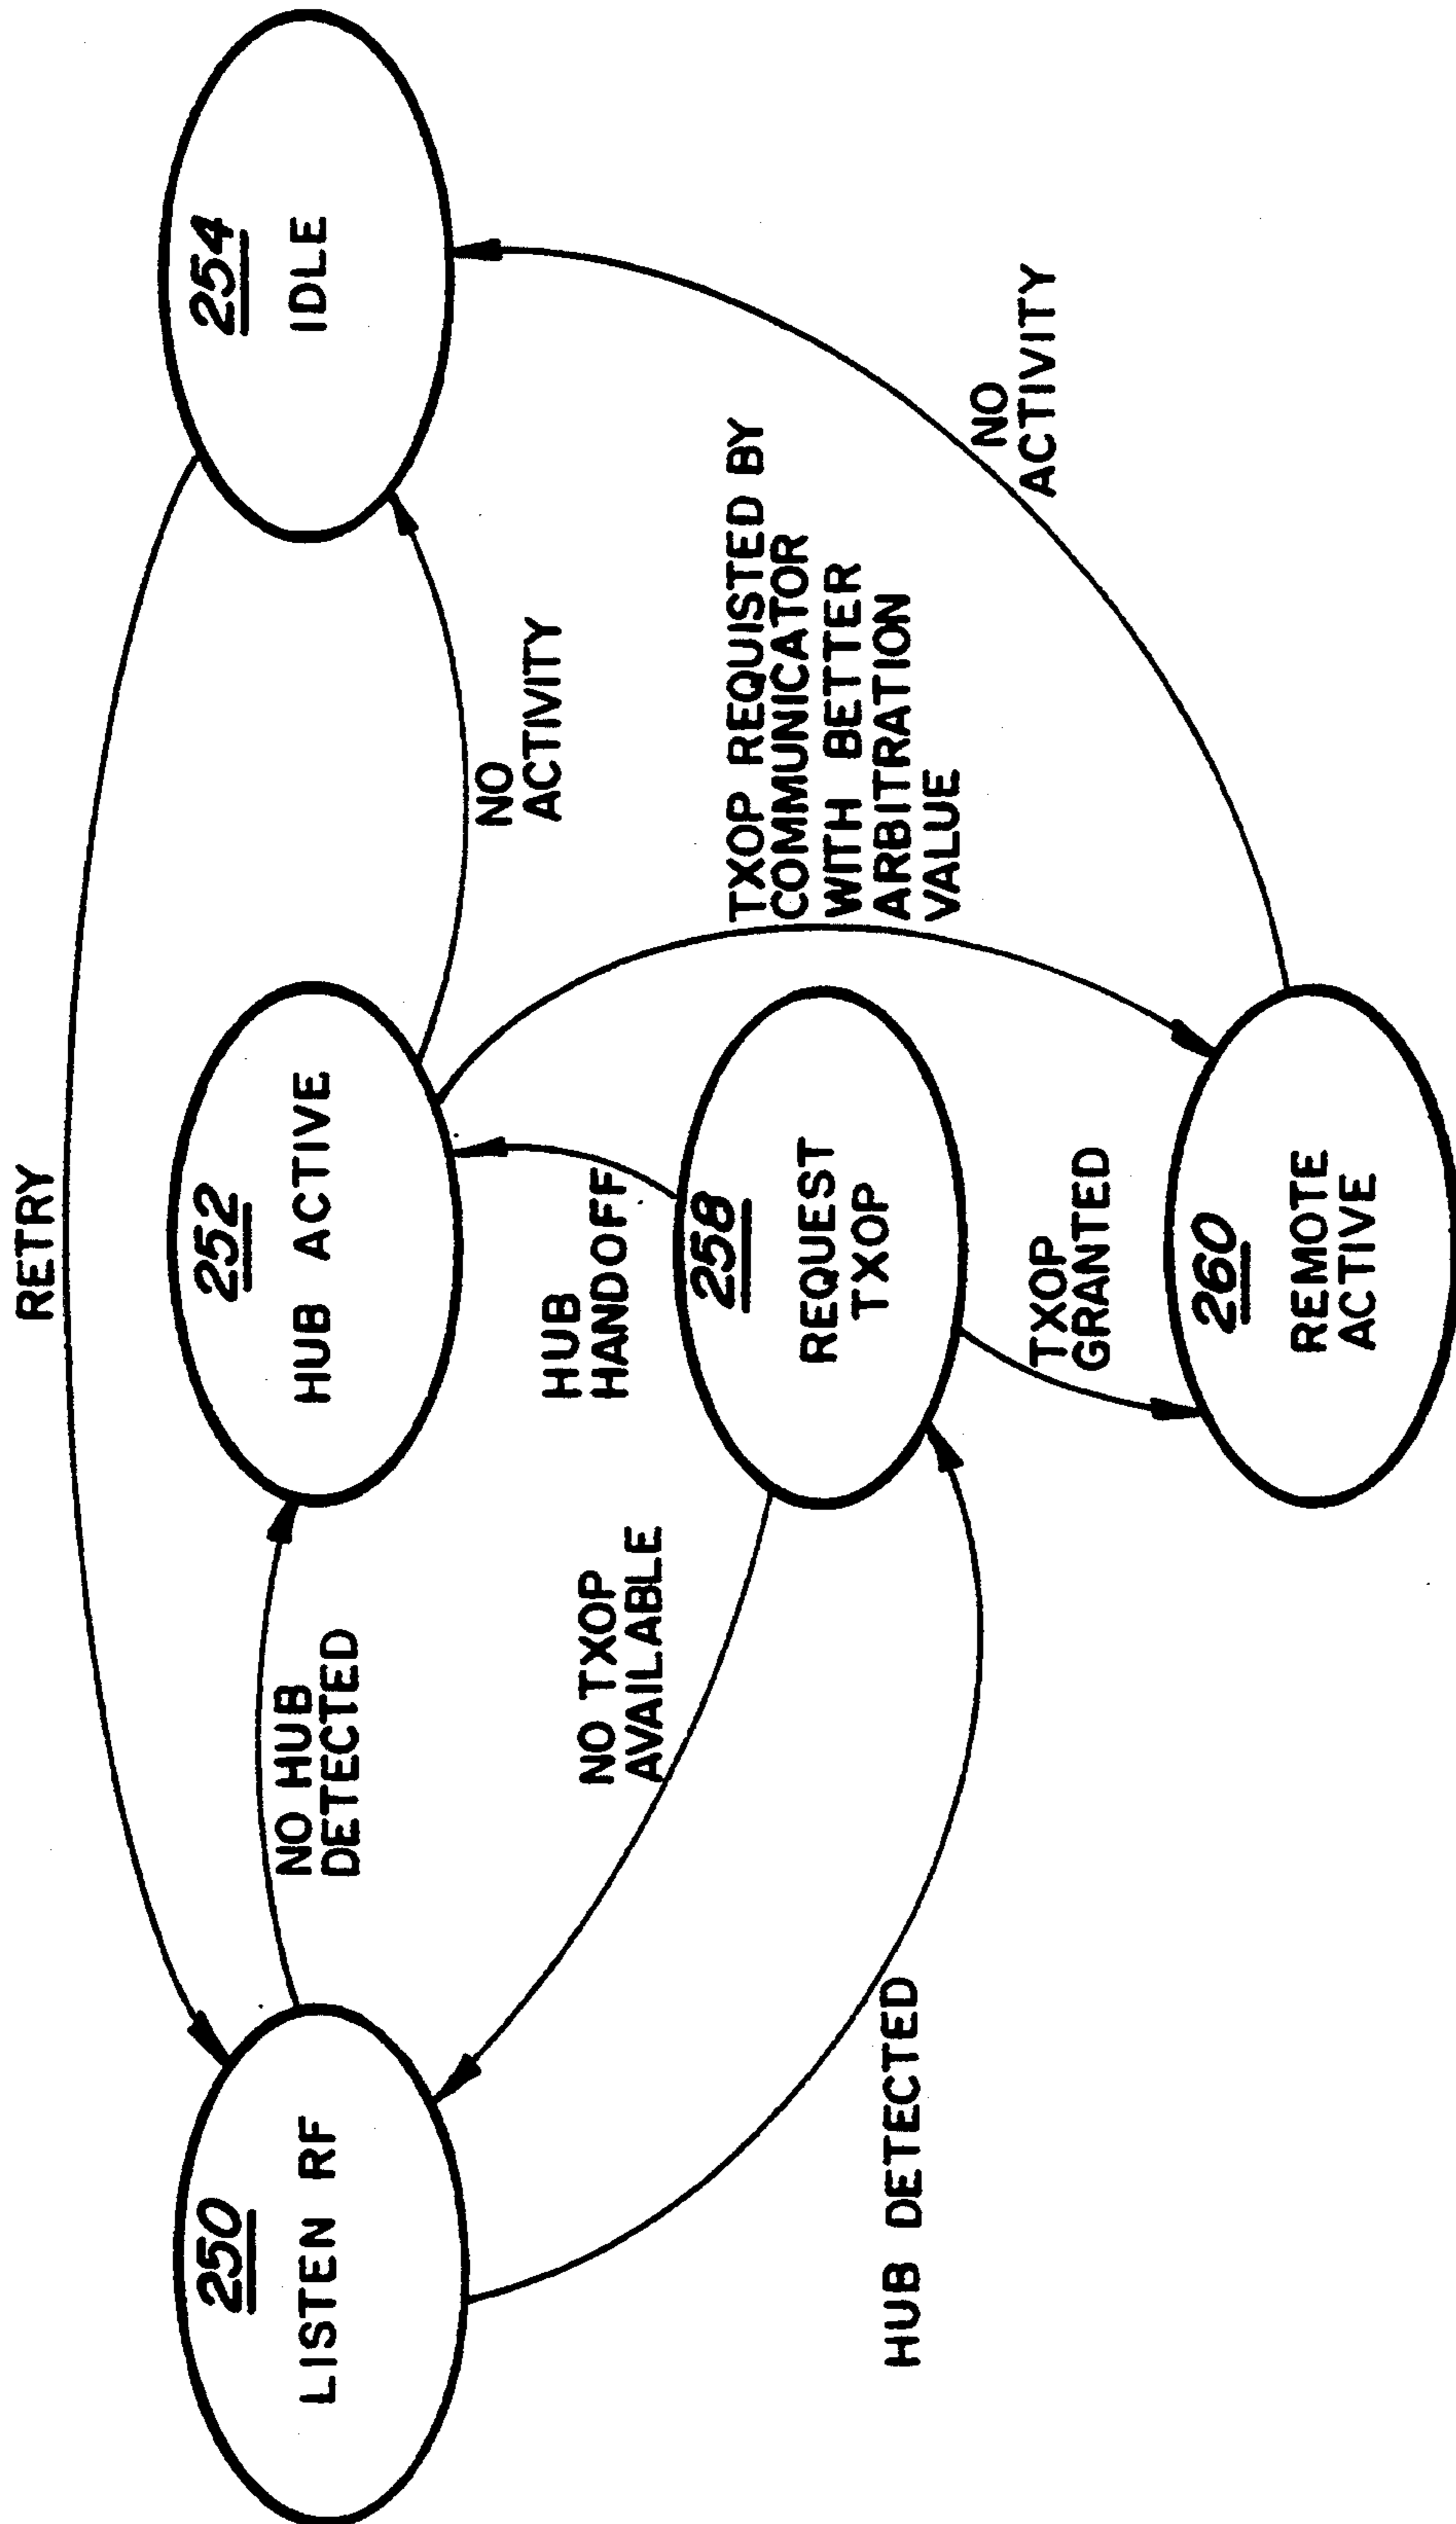 RETRY
250
LISTEN RF
NO HUB
DETECTED
252
HUB ACTIVE
NO
ACTIVITY
254
IDLE
NO TXOP
AVAILABLE
HUB
HANDOFF
258
REQUEST
TXOP
TXOP REQUISTED BY
COMMUNICATOR
WITH BETTER
ARBITRATION
VALUE
HUB DETECTED
TXOP
GRANTED
NO
ACTIVITY
260
REMOTE
ACTIVE